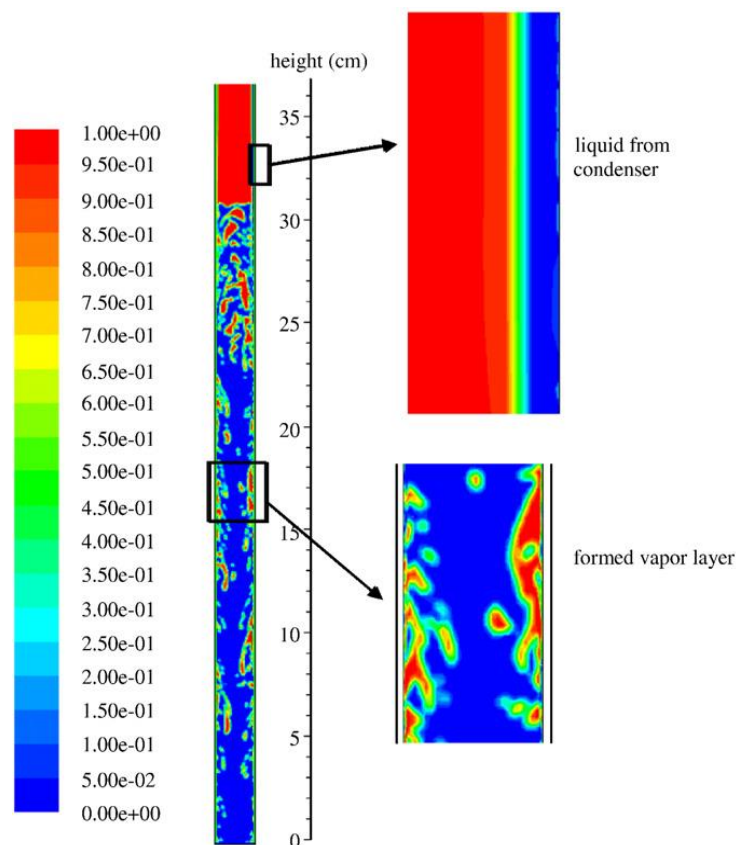 height (cm)
35
30
25
20
15
10
5
0
1.00e+00
9.50e-01
9.00e-01
8.50e-01
8.00e-01
7.50e-01
7.00e-01
6.50e-01
6.00e-01
5.50e-01
5.00e-01
4.50e-01
4.00e-01
3.50e-01
3.00e-01
2.50e-01
2.00e-01
1.50e-01
1.00e-01
5.00e-02
0.00e+00
liquid from
condenser
formed vapor layer